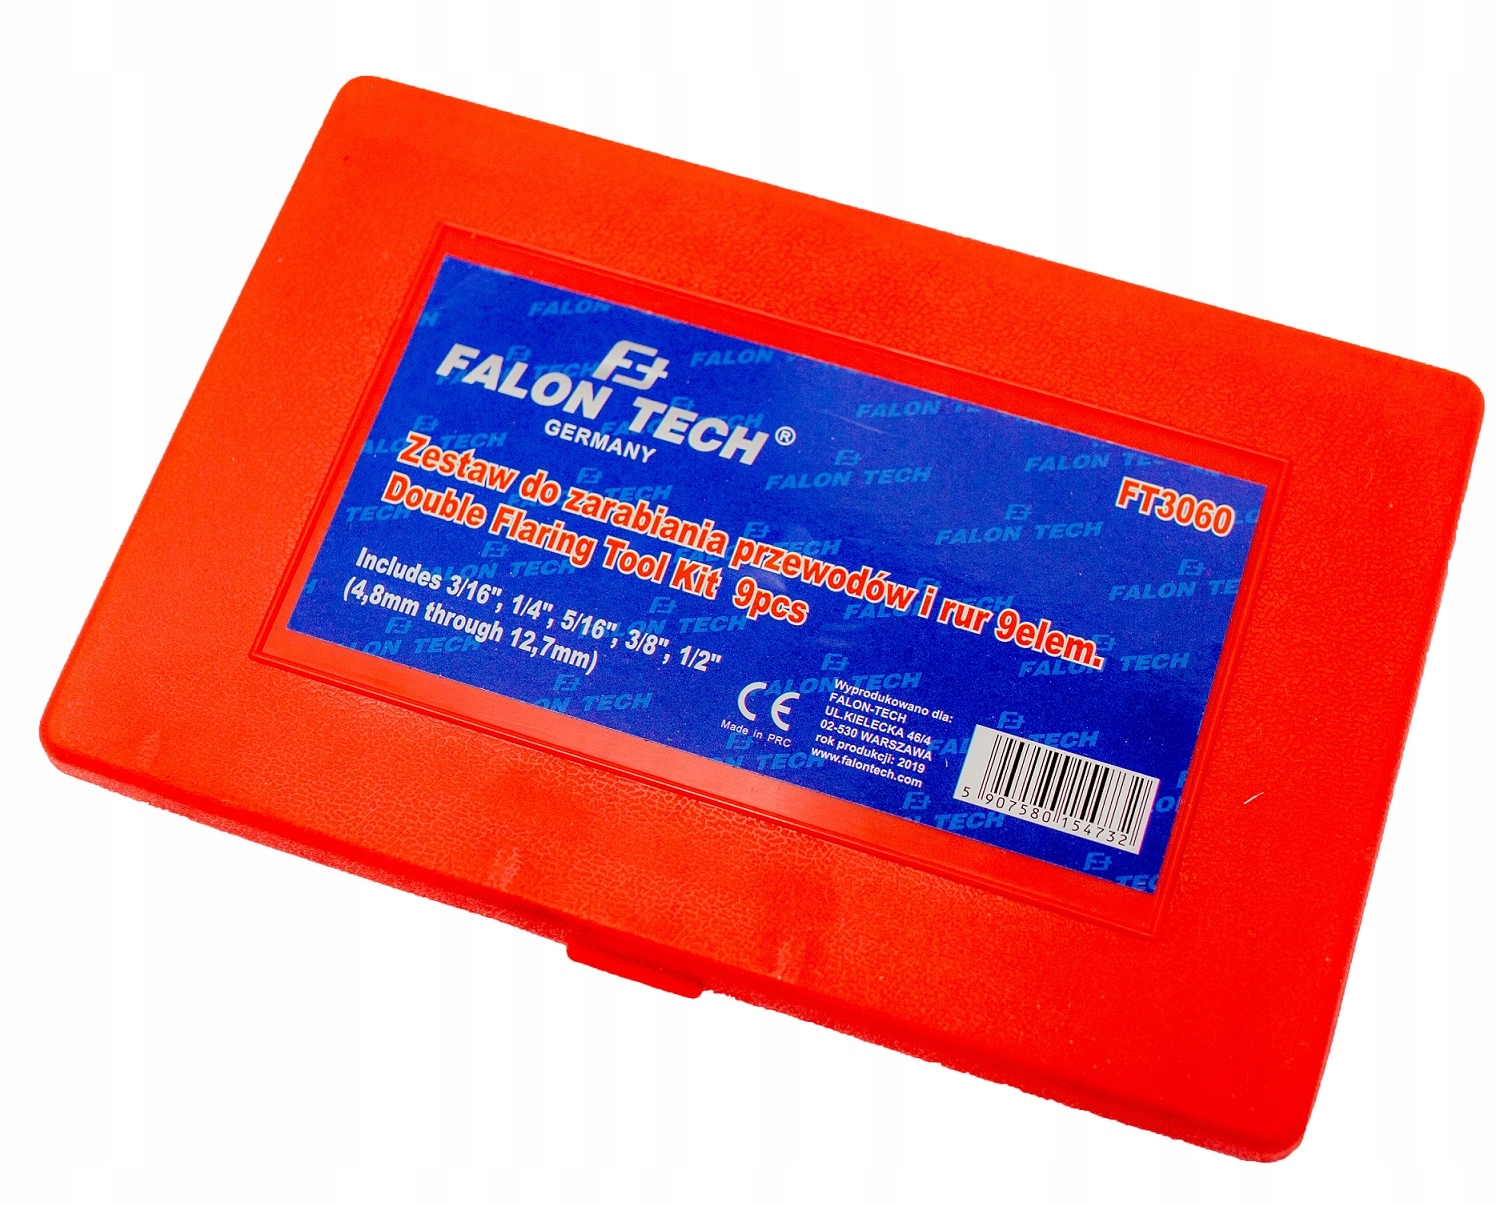 FALON TECH®
GERMANY
FT3060
Zestaw do zarabiania przewodów i rur 9elem.
Double Flaring Tool Kit 9pcs
Includes 3/16", 1/4", 5/16", 3/8", 1/2"
(4,8mm through 12,7mm)
CE
Made in PRC
Wyprodukowano dla:
FALON-TECH
UL.KIELECKA 46/4
02-530 WARSZAWA
rok produkcji: 2019
www.falontech.com
5 907580 154732